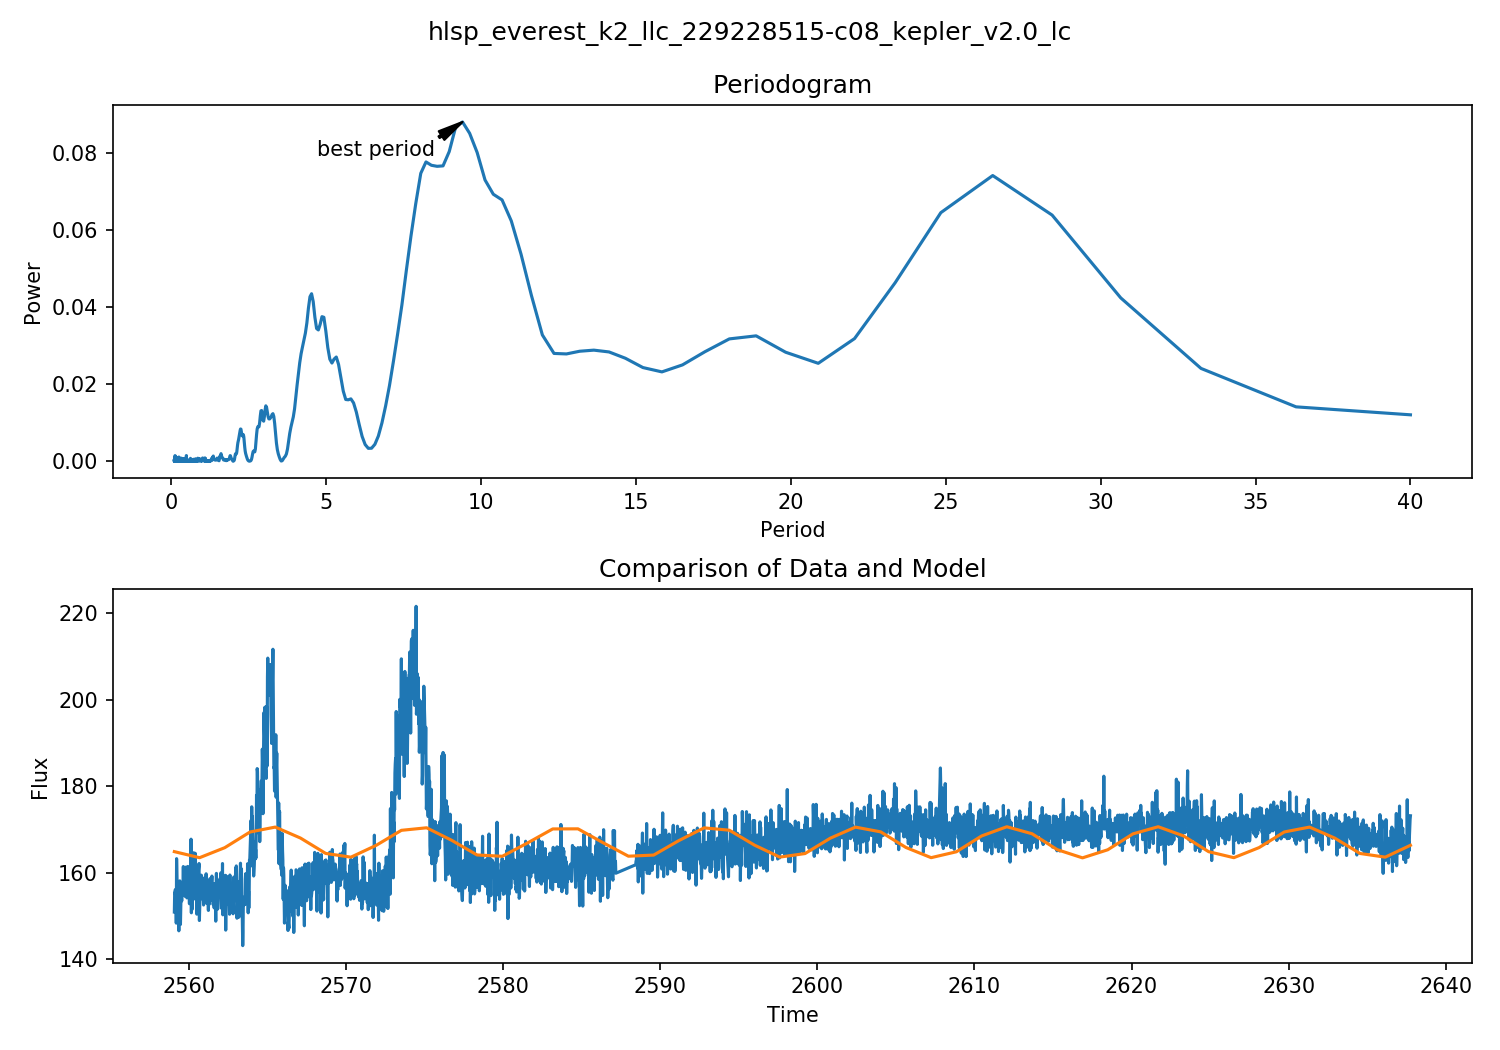 hlsp_everest_k2_llc_229228515-c08_kepler_v2.0_lc
Periodogram
best period
Power
0.08
0.06
0.04
0.02
0.00
0 5 10 15 20 25 30 35 40
Period
Comparison of Data and Model
Flux
220
200
180
160
140
2560 2570 2580 2590 2600 2610 2620 2630 2640
Time